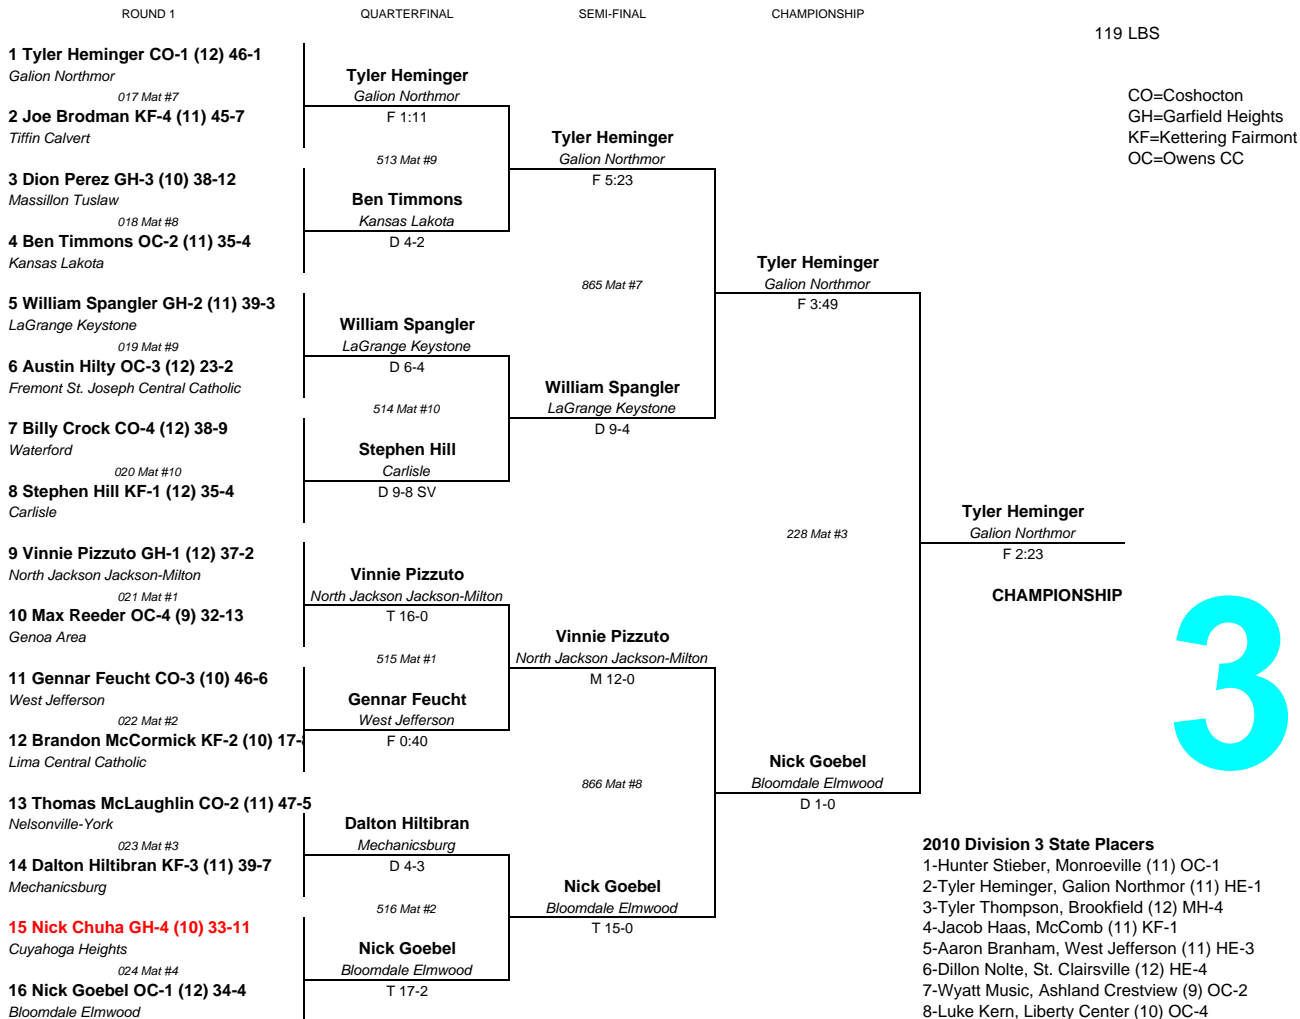 ROUND 1
QUARTERFINAL
SEMI-FINAL
CHAMPIONSHIP
119 LBS
CO=Coshocton
GH=Garfield Heights
KF=Kettering Fairmont
OC=Owens CC
1 Tyler Heminger CO-1 (12) 46-1
Galion Northmor
017 Mat #7
2 Joe Brodman KF-4 (11) 45-7
Tiffin Calvert
3 Dion Perez GH-3 (10) 38-12
Massillon Tuslaw
018 Mat #8
4 Ben Timmons OC-2 (11) 35-4
Kansas Lakota
5 William Spangler GH-2 (11) 39-3
LaGrange Keystone
019 Mat #9
6 Austin Hilty OC-3 (12) 23-2
Fremont St. Joseph Central Catholic
7 Billy Crock CO-4 (12) 38-9
Waterford
020 Mat #10
8 Stephen Hill KF-1 (12) 35-4
Carlisle
9 Vinnie Pizzuto GH-1 (12) 37-2
North Jackson Jackson-Milton
021 Mat #1
10 Max Reeder OC-4 (9) 32-13
Genoa Area
11 Gennar Feucht CO-3 (10) 46-6
West Jefferson
022 Mat #2
12 Brandon McCormick KF-2 (10)
Lima Central Catholic
13 Thomas McLaughlin CO-2 (11) 47-5
Nelsonville-York
023 Mat #3
14 Dalton Hiltibran KF-3 (11) 39-7
Mechanicsburg
15 Nick Chuha GH-4 (10) 33-11
Cuyahoga Heights
024 Mat #4
16 Nick Goebel OC-1 (12) 34-4
Bloomdale Elmwood
Tyler Heminger
Galion Northmor
F 1:11
513 Mat #9
Ben Timmons
Kansas Lakota
D 4-2
William Spangler
LaGrange Keystone
D 6-4
514 Mat #10
Stephen Hill
Carlisle
D 9-8 SV
Vinnie Pizzuto
North Jackson Jackson-Milton
T 16-0
515 Mat #1
Gennar Feucht
West Jefferson
F 0:40
Dalton Hiltibran
Mechanicsburg
D 4-3
516 Mat #2
Nick Goebel
Bloomdale Elmwood
T 17-2
Tyler Heminger
Galion Northmor
F 5:23
865 Mat #7
William Spangler
LaGrange Keystone
D 9-4
Vinnie Pizzuto
North Jackson Jackson-Milton
M 12-0
866 Mat #8
Nick Goebel
Bloomdale Elmwood
T 15-0
Tyler Heminger
Galion Northmor
F 3:49
228 Mat #3
Nick Goebel
Bloomdale Elmwood
D 1-0
Tyler Heminger
Galion Northmor
F 2:23
CHAMPIONSHIP
3
2010 Division 3 State Placers
1-Hunter Stieber, Monroeville (11) OC-1
2-Tyler Heminger, Galion Northmor (11) HE-1
3-Tyler Thompson, Brookfield (12) MH-4
4-Jacob Haas, McComb (11) KF-1
5-Aaron Branham, West Jefferson (11) HE-3
6-Dillon Nolte, St. Clairsville (12) HE-4
7-Wyatt Music, Ashland Crestview (9) OC-2
8-Luke Kern, Liberty Center (10) OC-4